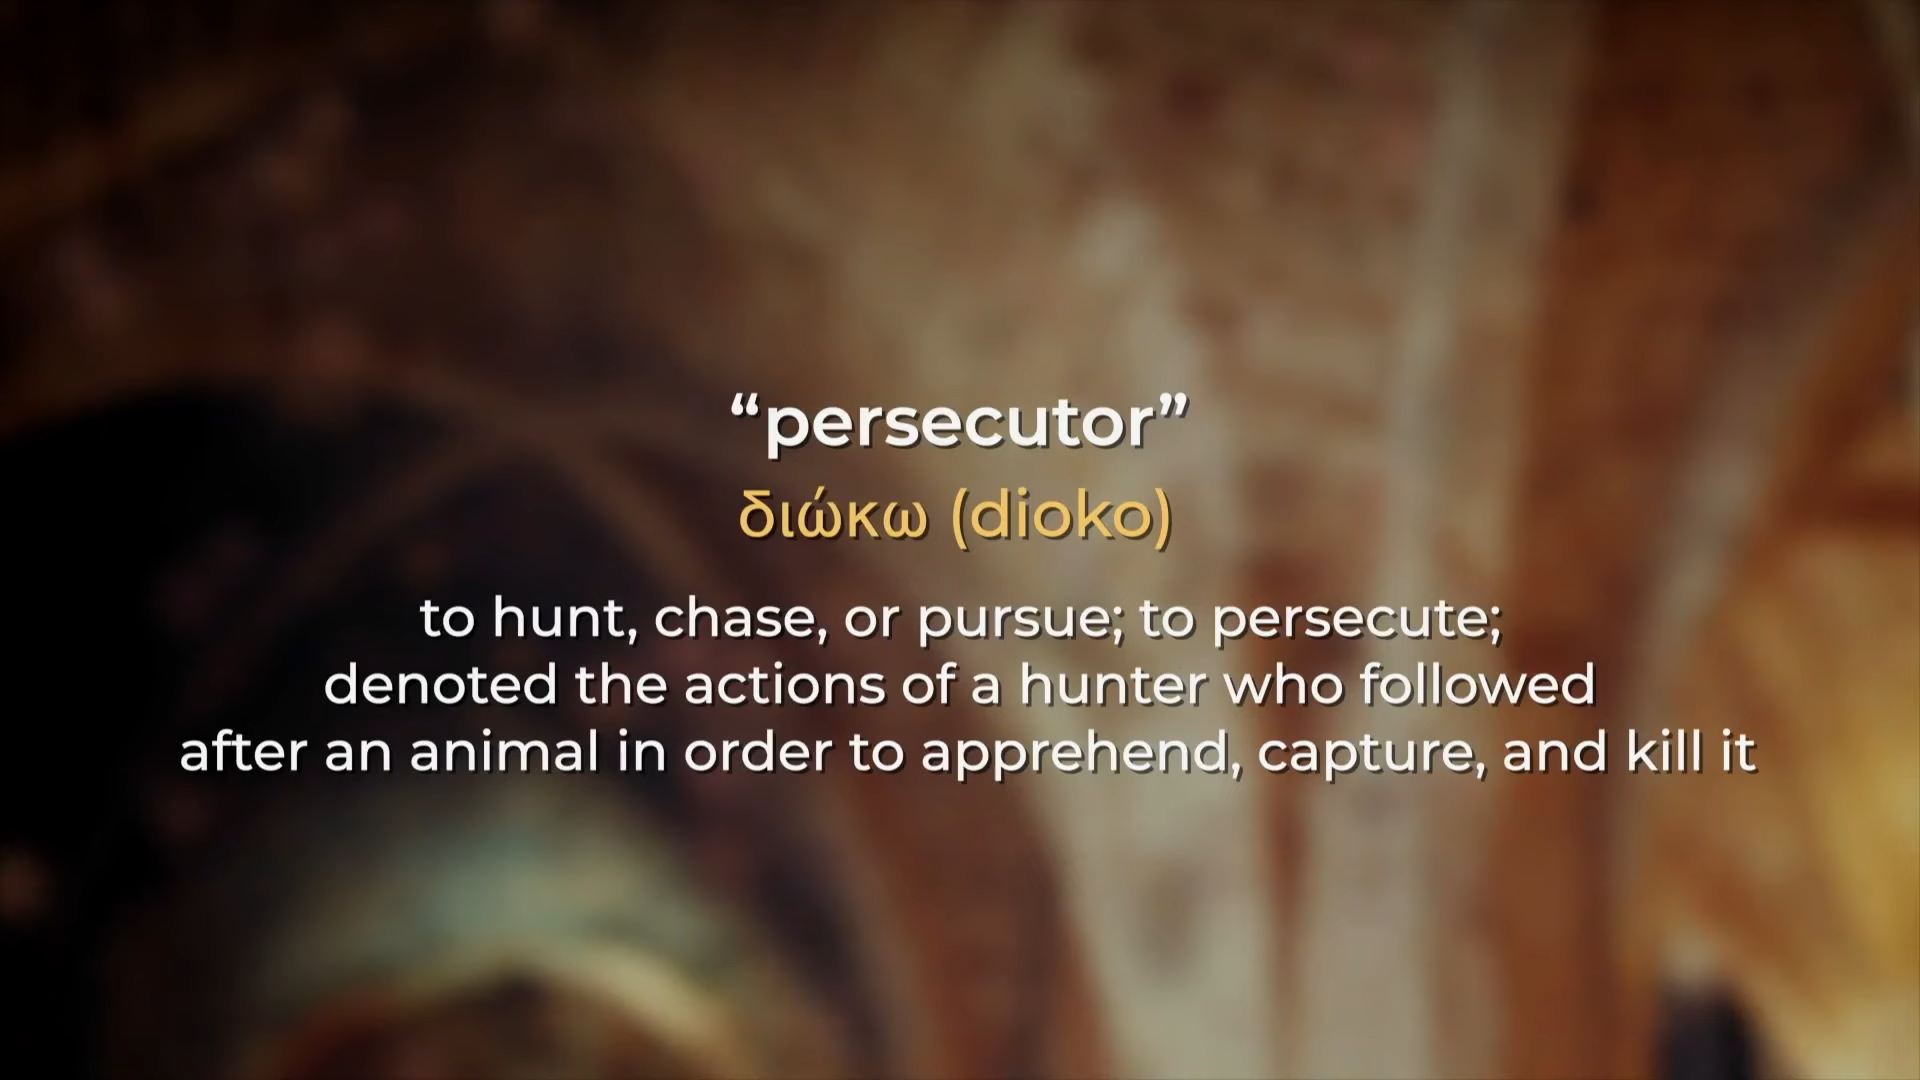 “persecutor”
διώκω (dioko)
to hunt, chase, or pursue; to persecute;
denoted the actions of a hunter who followed
after an animal in order to apprehend, capture, and kill it